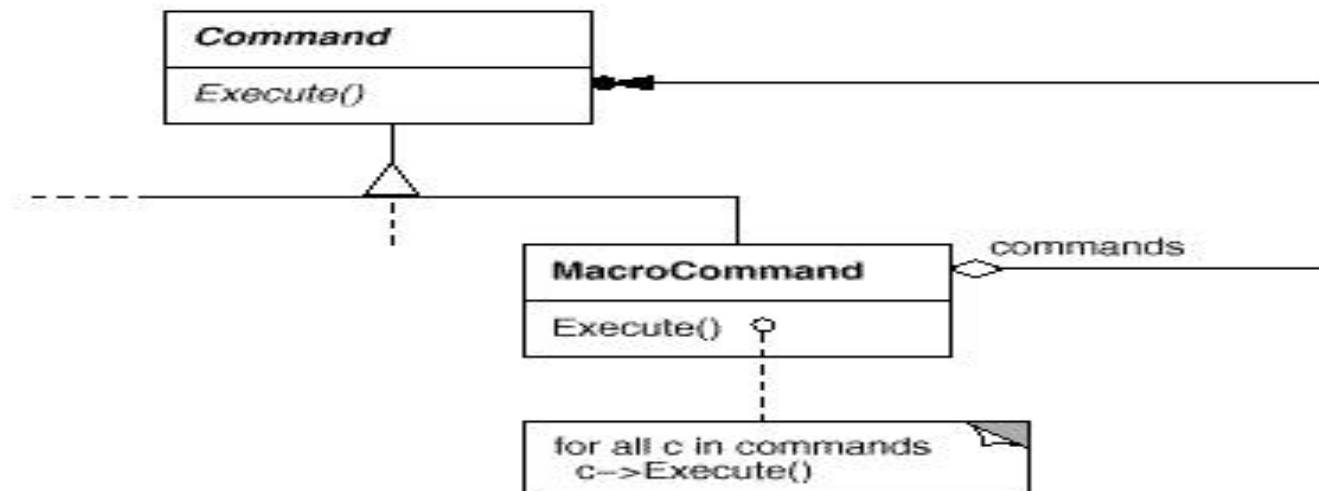 Command
Execute()
commands
MacroCommand
Execute()
for all c in commands
c->Execute()